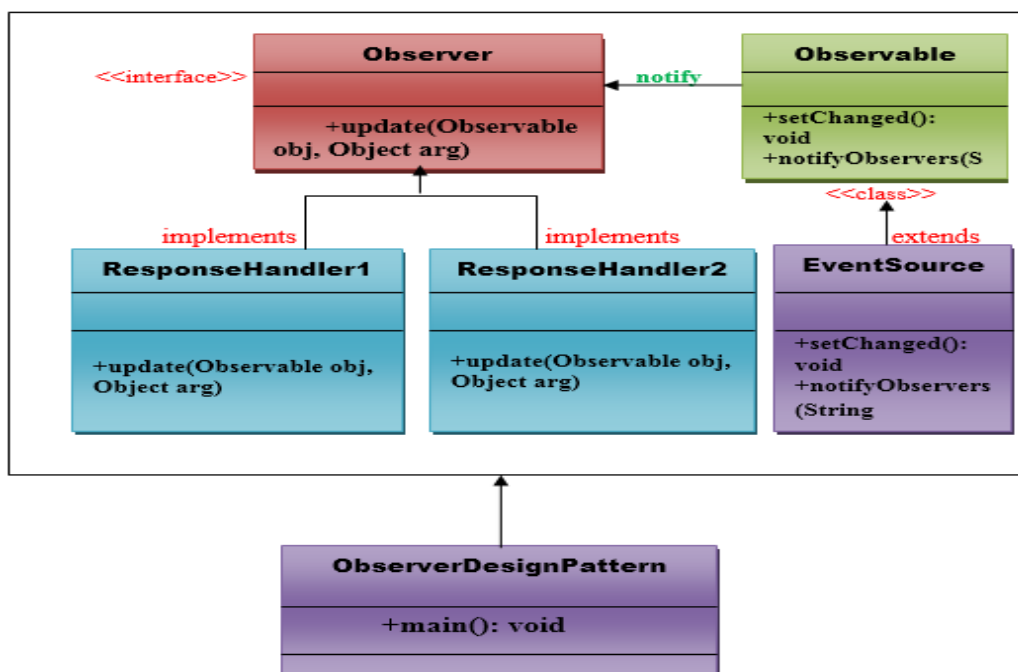 Observer
<<interface>>
+update(Observable
obj, Object arg)
notify
Observable
+setChanged():
void
+notifyObservers(S
<<class>>
implements
implements
extends
ResponseHandler1
+update(Observable obj,
Object arg)
ResponseHandler2
+update(Observable obj,
Object arg)
EventSource
+setChanged():
void
+notifyObservers
(String
ObserverDesignPattern
+main(): void